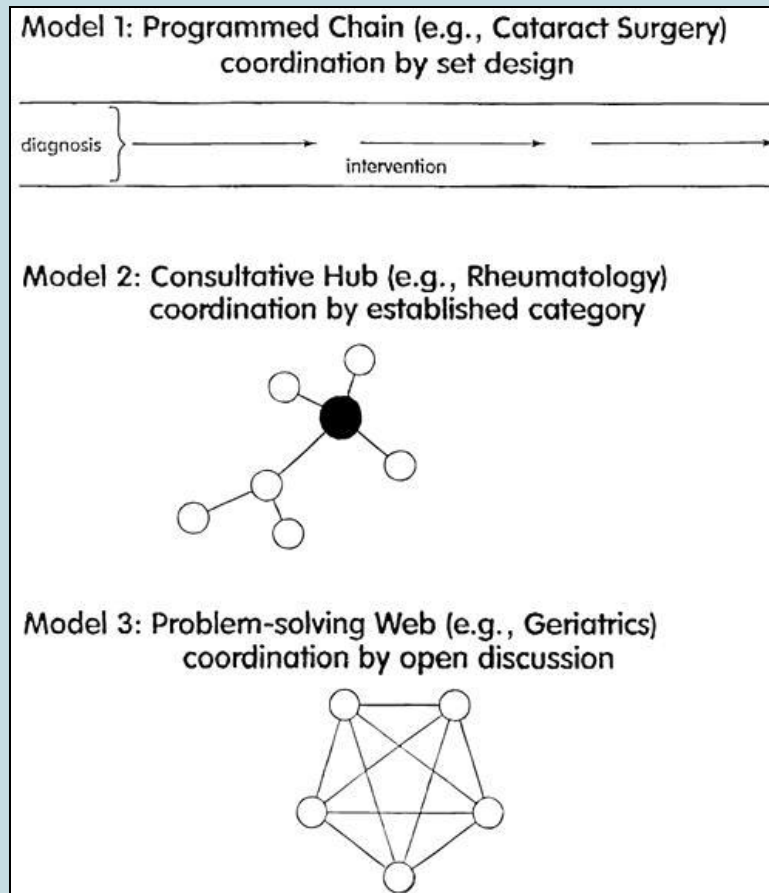 Model 1: Programmed Chain (e.g., Cataract Surgery)
coordination by set design
diagnosis
intervention
Model 2: Consultative Hub (e.g., Rheumatology)
coordination by established category
Model 3: Problem-solving Web (e.g., Geriatrics)
coordination by open discussion